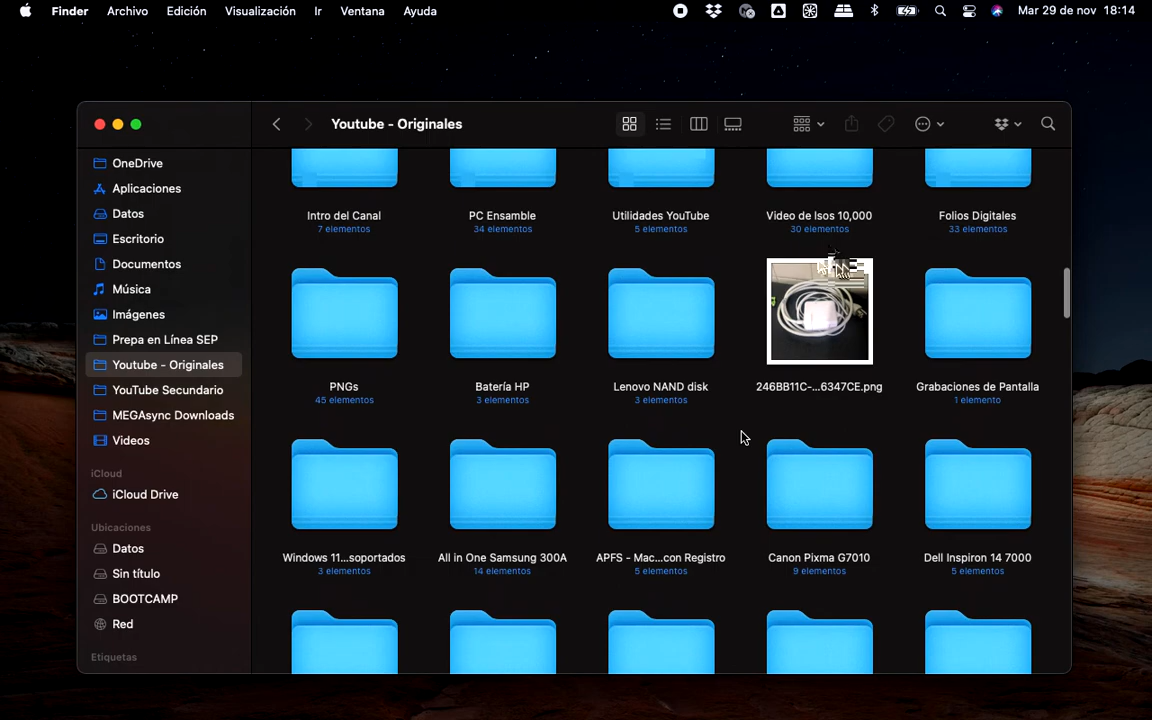 Finder Archivo Edición Visualización Ir Ventana Ayuda Mar 29 de nov 18:14
Youtube - Originales
OneDrive
Aplicaciones
Datos
Escritorio
Documentos
Música
Imágenes
Prepa en Línea SEP
Youtube - Originales
YouTube Secundario
MEGAsync Downloads
Videos
iCloud
iCloud Drive
Ubicaciones
Datos
Sin título
BOOTCAMP
Red
Etiquetas
Intro del Canal PC Ensamble Utilidades YouTube Video de Isos 10,000 Folios Digitales
7 elementos 34 elementos 5 elementos 30 elementos 33 elementos
PNGs Batería HP Lenovo NAND disk 246BB11C-...6347CE.png Grabaciones de Pantalla
45 elementos 3 elementos 3 elementos 1 elemento
Windows 11...soportados All in One Samsung 300A APFS - Mac...con Registro Canon Pixma G7010 Dell Inspiron 14 7000
3 elementos 14 elementos 5 elementos 9 elementos 5 elementos